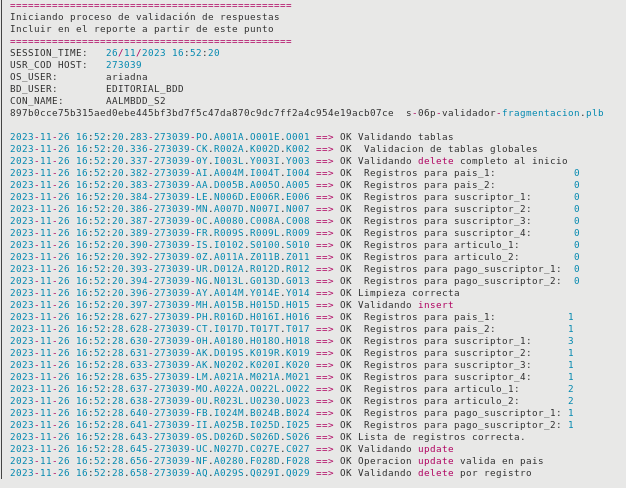 ===============================================
Iniciando proceso de validación de respuestas
Incluir en el reporte a partir de este punto
===============================================
SESSION_TIME:   26/11/2023 16:52:20
USR_COD HOST:   273039
OS_USER:        ariadna
BD_USER:        EDITORIAL_BDD
CON_NAME:       AALMBDD_S2
897b0cce75b315aed0ebe445bf3bd7f5c47da870c9dc7ff2a4c954e19acb07ce  s-06p-validador-fragmentacion.plb

2023-11-26 16:52:20.283-273039-PO.A001A.O001E.O001 ==> OK Validando tablas
2023-11-26 16:52:20.336-273039-CK.R002A.K002D.K002 ==> OK  Validacion de tablas globales
2023-11-26 16:52:20.337-273039-0Y.I003L.Y003I.Y003 ==> OK Validando delete completo al inicio
2023-11-26 16:52:20.382-273039-AI.A004M.I004T.I004 ==> OK  Registros para pais_1:             0
2023-11-26 16:52:20.383-273039-AA.D005B.A005O.A005 ==> OK  Registros para pais_2:             0
2023-11-26 16:52:20.384-273039-LE.N006D.E006R.E006 ==> OK  Registros para suscriptor_1:       0
2023-11-26 16:52:20.386-273039-MN.A007D.N007I.N007 ==> OK  Registros para suscriptor_2:       0
2023-11-26 16:52:20.387-273039-0C.A0080.C008A.C008 ==> OK  Registros para suscriptor_3:       0
2023-11-26 16:52:20.389-273039-FR.R009S.R009L.R009 ==> OK  Registros para suscriptor_4:       0
2023-11-26 16:52:20.390-273039-IS.I0102.S0100.S010 ==> OK  Registros para articulo_1:         0
2023-11-26 16:52:20.392-273039-0Z.A011A.Z011B.Z011 ==> OK  Registros para articulo_2:         0
2023-11-26 16:52:20.393-273039-UR.D012A.R012D.R012 ==> OK  Registros para pago_suscriptor_1:  0
2023-11-26 16:52:20.394-273039-NG.N013L.G013D.G013 ==> OK  Registros para pago_suscriptor_2:  0
2023-11-26 16:52:20.396-273039-AY.A014M.Y014E.Y014 ==> OK Limpieza correcta
2023-11-26 16:52:20.397-273039-MH.A015B.H015D.H015 ==> OK Validando insert
2023-11-26 16:52:28.627-273039-PH.R016D.H016I.H016 ==> OK  Registros para pais_1:            1
2023-11-26 16:52:28.628-273039-CT.I017D.T017T.T017 ==> OK  Registros para pais_2:            1
2023-11-26 16:52:28.630-273039-0H.A0180.H018O.H018 ==> OK  Registros para suscriptor_1:      3
2023-11-26 16:52:28.631-273039-AK.D019S.K019R.K019 ==> OK  Registros para suscriptor_2:      1
2023-11-26 16:52:28.633-273039-AK.N0202.K020I.K020 ==> OK  Registros para suscriptor_3:      1
2023-11-26 16:52:28.635-273039-LM.A021A.M021A.M021 ==> OK  Registros para suscriptor_4:      1
2023-11-26 16:52:28.637-273039-MO.A022A.O022L.O022 ==> OK  Registros para articulo_1:        2
2023-11-26 16:52:28.638-273039-0U.R023L.U0230.U023 ==> OK  Registros para articulo_2:        2
2023-11-26 16:52:28.640-273039-FB.I024M.B024B.B024 ==> OK  Registros para pago_suscriptor_1: 1
2023-11-26 16:52:28.641-273039-II.A025B.I025D.I025 ==> OK  Registros para pago_suscriptor_2: 1
2023-11-26 16:52:28.643-273039-0S.D026D.S026D.S026 ==> OK Lista de registros correcta.
2023-11-26 16:52:28.645-273039-UC.N027D.C027E.C027 ==> OK Validando update
2023-11-26 16:52:28.656-273039-NF.A0280.F028D.F028 ==> OK Operacion update valida en pais
2023-11-26 16:52:28.658-273039-AQ.A029S.Q029I.Q029 ==> OK Validando delete por registro